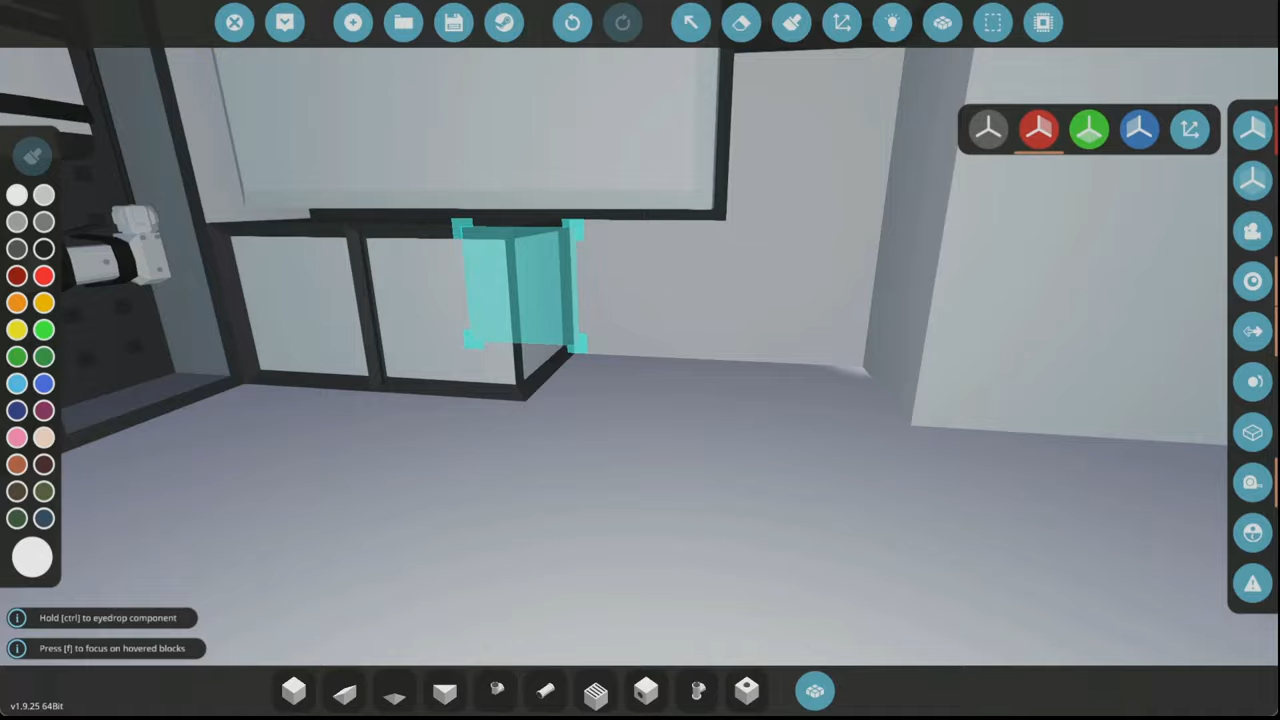 Hold [ctrl] to eyedrop component
Press [f] to focus on hovered blocks
v1.9.25 64Bit